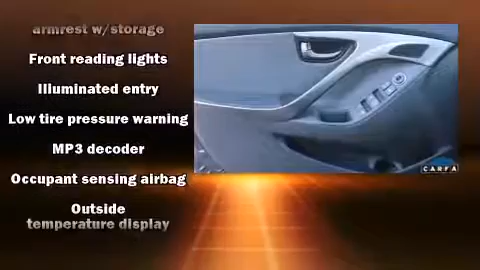 armrest w/storage
Front reading lights
Illuminated entry
Low tire pressure warning
MP3 decoder
Occupant sensing airbag
Outside
temperature display
CARFA